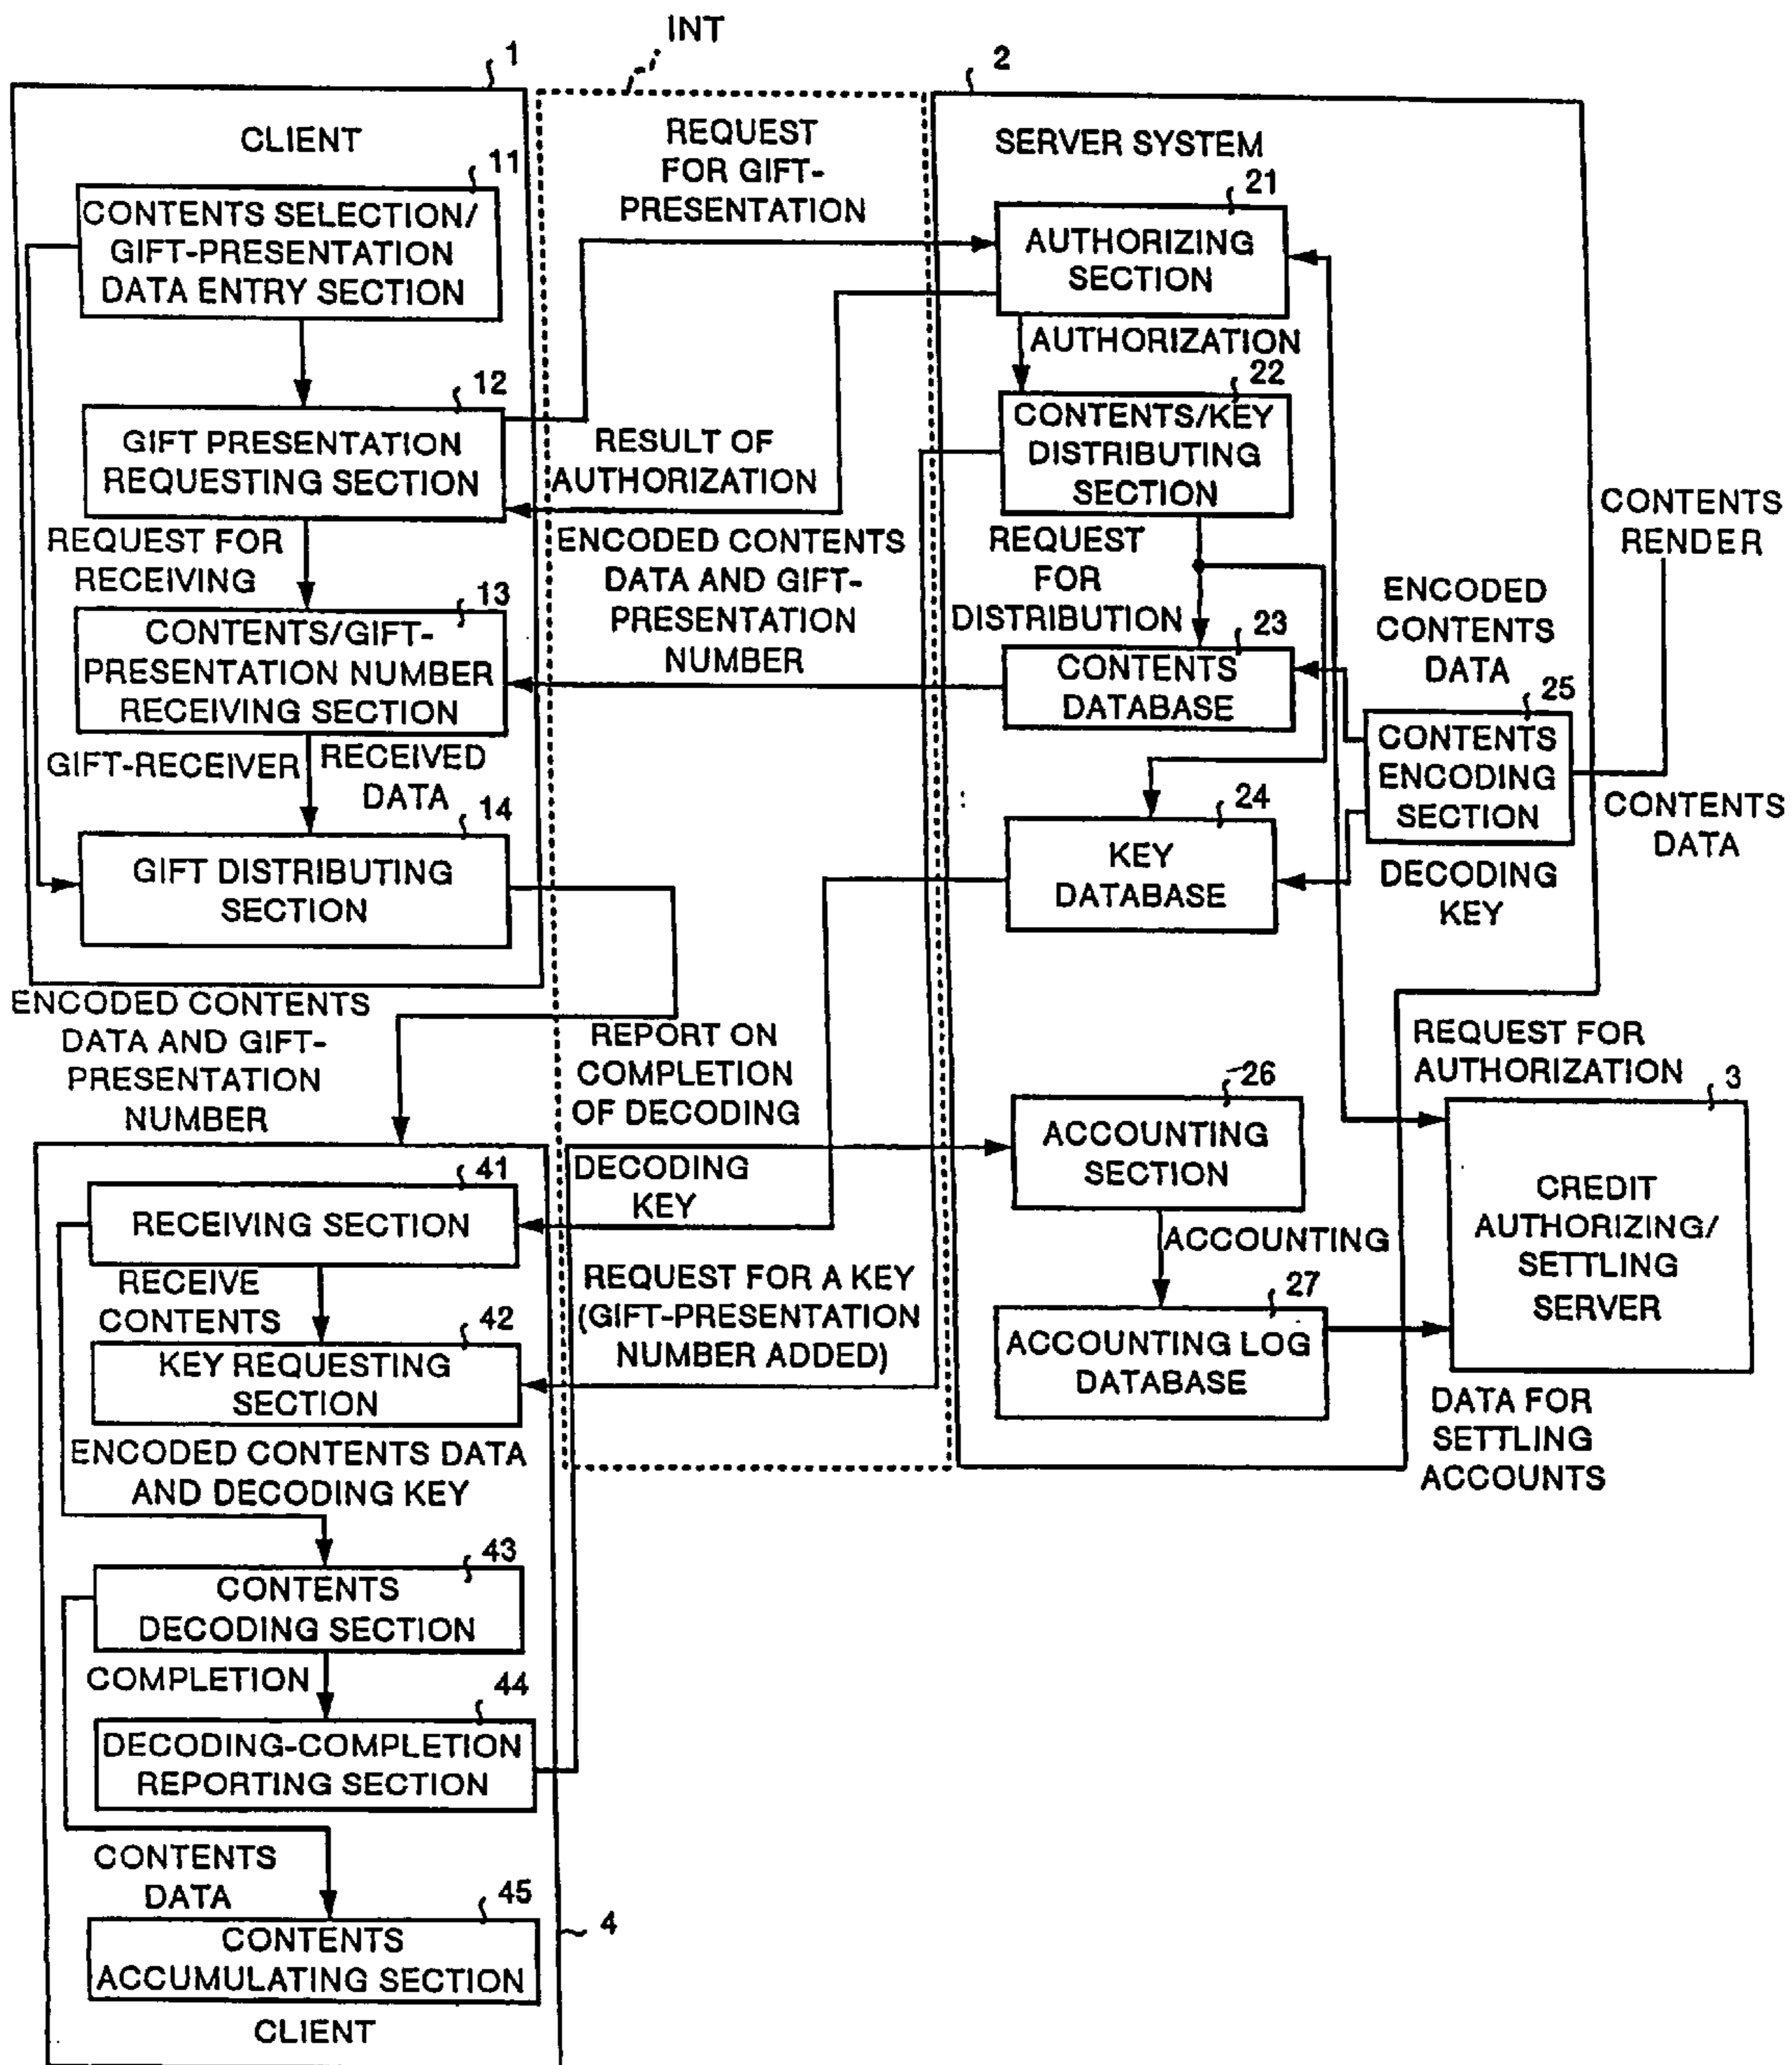 INT
1
2
CLIENT
11
CONTENTS SELECTION/
GIFT-PRESENTATION
DATA ENTRY SECTION
12
GIFT PRESENTATION
REQUESTING SECTION
REQUEST FOR
RECEIVING
13
CONTENTS/GIFT-
PRESENTATION NUMBER
RECEIVING SECTION
GIFT-RECEIVER
RECEIVED
DATA
14
GIFT DISTRIBUTING
SECTION
REQUEST
FOR GIFT-
PRESENTATION
RESULT OF
AUTHORIZATION
ENCODED CONTENTS
DATA AND GIFT-
PRESENTATION
NUMBER
SERVER SYSTEM
21
AUTHORIZING
SECTION
AUTHORIZATION
22
CONTENTS/KEY
DISTRIBUTING
SECTION
REQUEST
FOR
DISTRIBUTION
23
CONTENTS
DATABASE
24
KEY
DATABASE
ENCODED
CONTENTS
DATA
25
CONTENTS
ENCODING
SECTION
DECODING
KEY
CONTENTS
RENDER
CONTENTS
DATA
ENCODED CONTENTS
DATA AND GIFT-
PRESENTATION
NUMBER
REPORT ON
COMPLETION
OF DECODING
DECODING
KEY
REQUEST FOR A KEY
(GIFT-PRESENTATION
NUMBER ADDED)
26
ACCOUNTING
SECTION
ACCOUNTING
27
ACCOUNTING LOG
DATABASE
REQUEST FOR
AUTHORIZATION
3
CREDIT
AUTHORIZING/
SETTLING
SERVER
DATA FOR
SETTLING
ACCOUNTS
41
RECEIVING SECTION
RECEIVE
CONTENTS
42
KEY REQUESTING
SECTION
ENCODED CONTENTS DATA
AND DECODING KEY
43
CONTENTS
DECODING SECTION
COMPLETION
44
DECODING-COMPLETION
REPORTING SECTION
CONTENTS
DATA
45
CONTENTS
ACCUMULATING SECTION
4
CLIENT